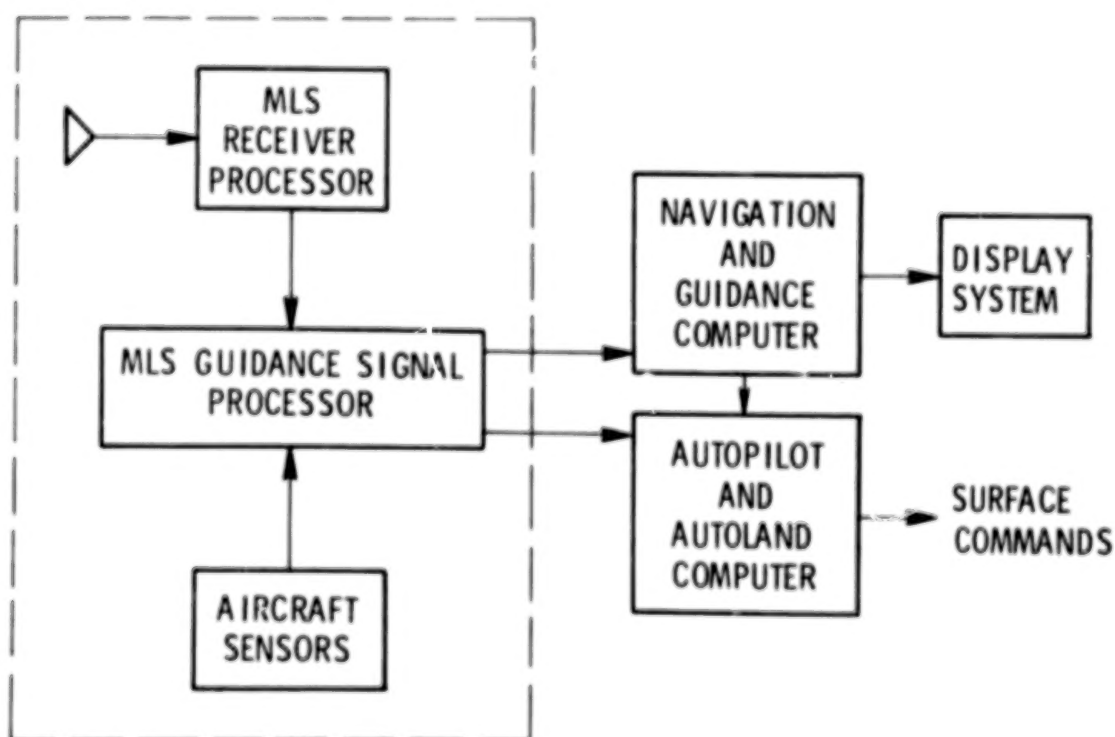 MLS
RECEIVER
PROCESSOR
MLS GUIDANCE SIGNAL
PROCESSOR
AIRCRAFT
SENSORS
NAVIGATION
AND
GUIDANCE
COMPUTER
DISPLAY
SYSTEM
AUTOPILOT
AND
AUTOLAND
COMPUTER
SURFACE
COMMANDS